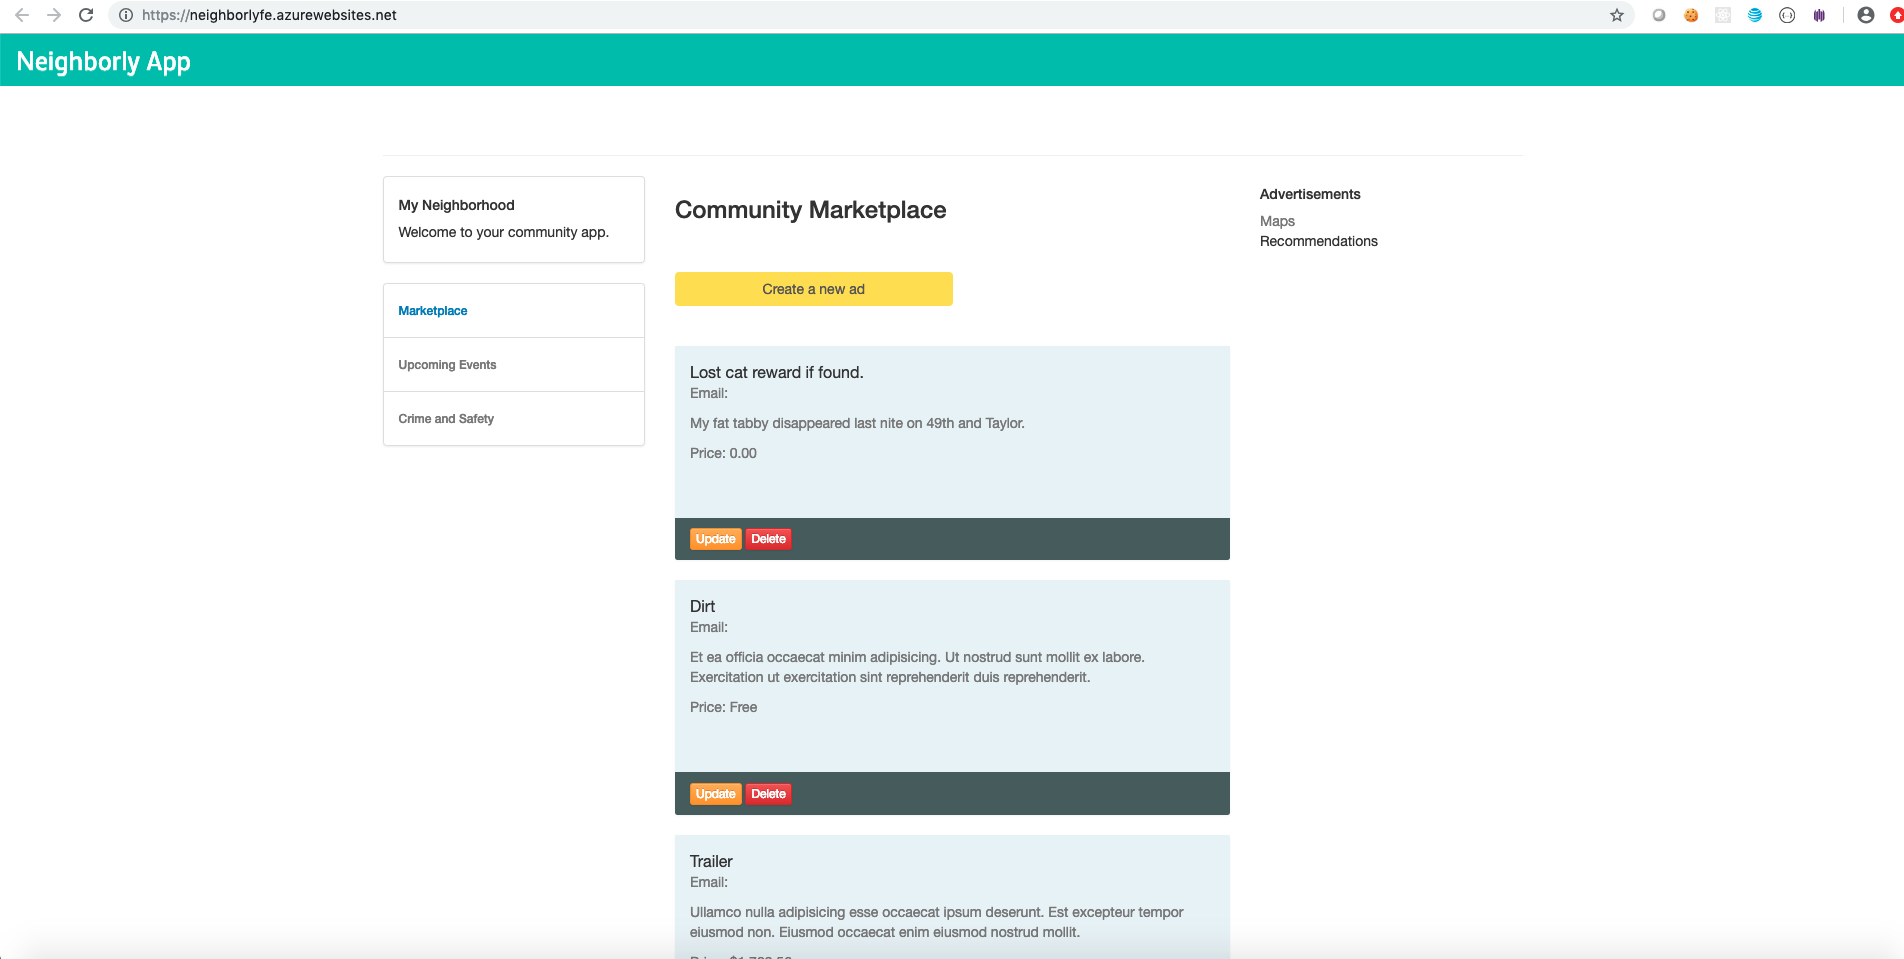 https://neighborlyfe.azurewebsites.net
Neighborly App
My Neighborhood
Welcome to your community app.
Marketplace
Upcoming Events
Crime and Safety
Community Marketplace
Create a new ad
Lost cat reward if found.
Email:
My fat tabby disappeared last nite on 49th and Taylor.
Price: 0.00
Update Delete
Dirt
Email:
Et ea officia occaecat minim adipisicing. Ut nostrud sunt mollit ex labore.
Exercitation ut exercitation sint reprehenderit duis reprehenderit.
Price: Free
Update Delete
Trailer
Email:
Ullamco nulla adipisicing esse occaecat ipsum deserunt. Est excepteur tempor
eiusmod non. Eiusmod occaecat enim eiusmod nostrud mollit.
Advertisements
Maps
Recommendations